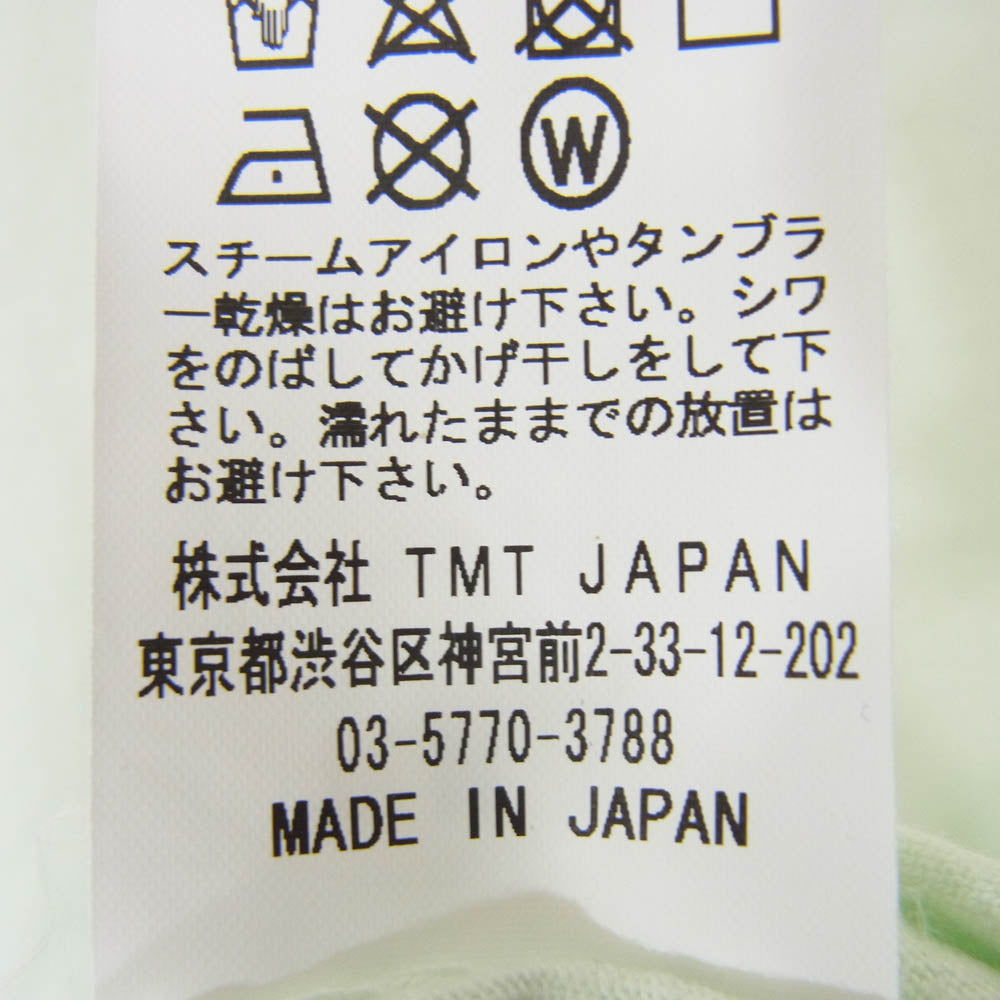 W
スチームアイロンやタンブラ
ー乾燥はお避け下さい。シワ
をのばしてかげ干しをして下
さい。濡れたままでの放置は
お避け下さい。
株式会社 TMT JAPAN
東京都渋谷区神宮前2-33-12-202
03-5770-3788
MADE IN JAPAN